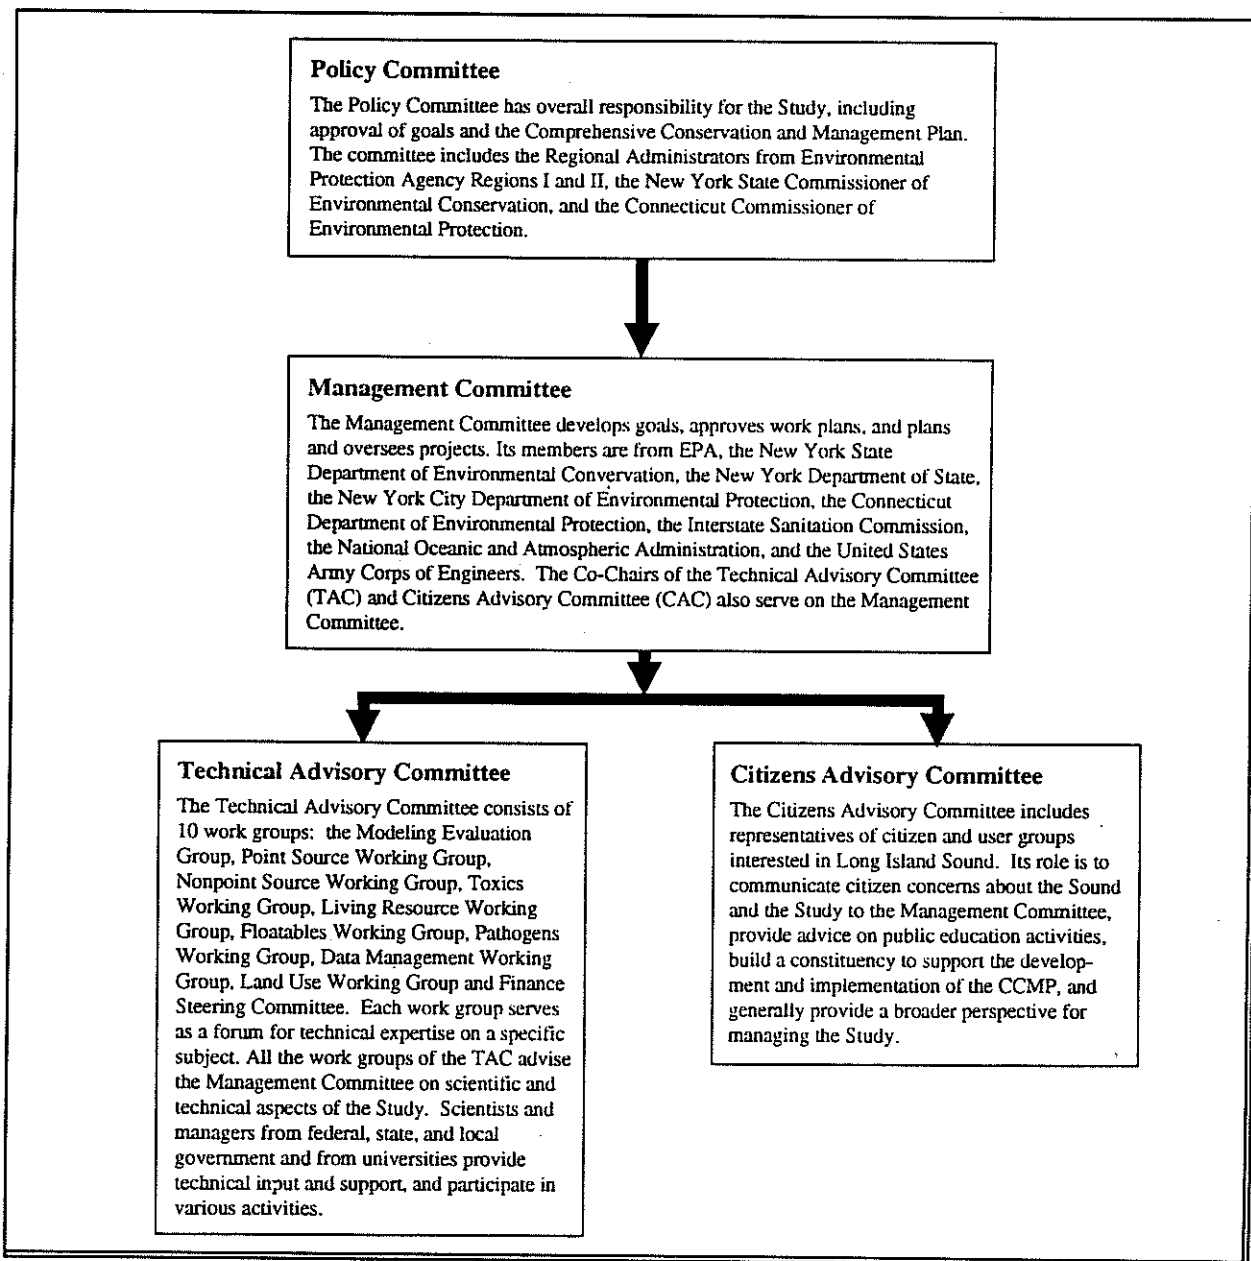 Policy Committee
The Policy Committee has overall responsibility for the Study, including
approval of goals and the Comprehensive Conservation and Management Plan.
The committee includes the Regional Administrators from Environmental
Protection Agency Regions I and II, the New York State Commissioner of
Environmental Conservation, and the Connecticut Commissioner of
Environmental Protection.
Management Committee
The Management Committee develops goals, approves work plans, and plans
and oversees projects. Its members are from EPA, the New York State
Department of Environmental Convervation, the New York Department of State,
the New York City Department of Environmental Protection, the Connecticut
Department of Environmental Protection, the Interstate Sanitation Commission,
the National Oceanic and Atmospheric Administration, and the United States
Army Corps of Engineers. The Co-Chairs of the Technical Advisory Committee
(TAC) and Citizens Advisory Committee (CAC) also serve on the Management
Committee.
Technical Advisory Committee
The Technical Advisory Committee consists of
10 work groups: the Modeling Evaluation
Group, Point Source Working Group,
Nonpoint Source Working Group, Toxics
Working Group, Living Resource Working
Group, Floatables Working Group, Pathogens
Working Group, Data Management Working
Group, Land Use Working Group and Finance
Steering Committee. Each work group serves
as a forum for technical expertise on a specific
subject. All the work groups of the TAC advise
the Management Committee on scientific and
technical aspects of the Study. Scientists and
managers from federal, state, and local
government and from universities provide
technical input and support, and participate in
various activities.
Citizens Advisory Committee
The Citizens Advisory Committee includes
representatives of citizen and user groups
interested in Long Island Sound. Its role is to
communicate citizen concerns about the Sound
and the Study to the Management Committee,
provide advice on public education activities,
build a constituency to support the develop-
ment and implementation of the CCMP, and
generally provide a broader perspective for
managing the Study.